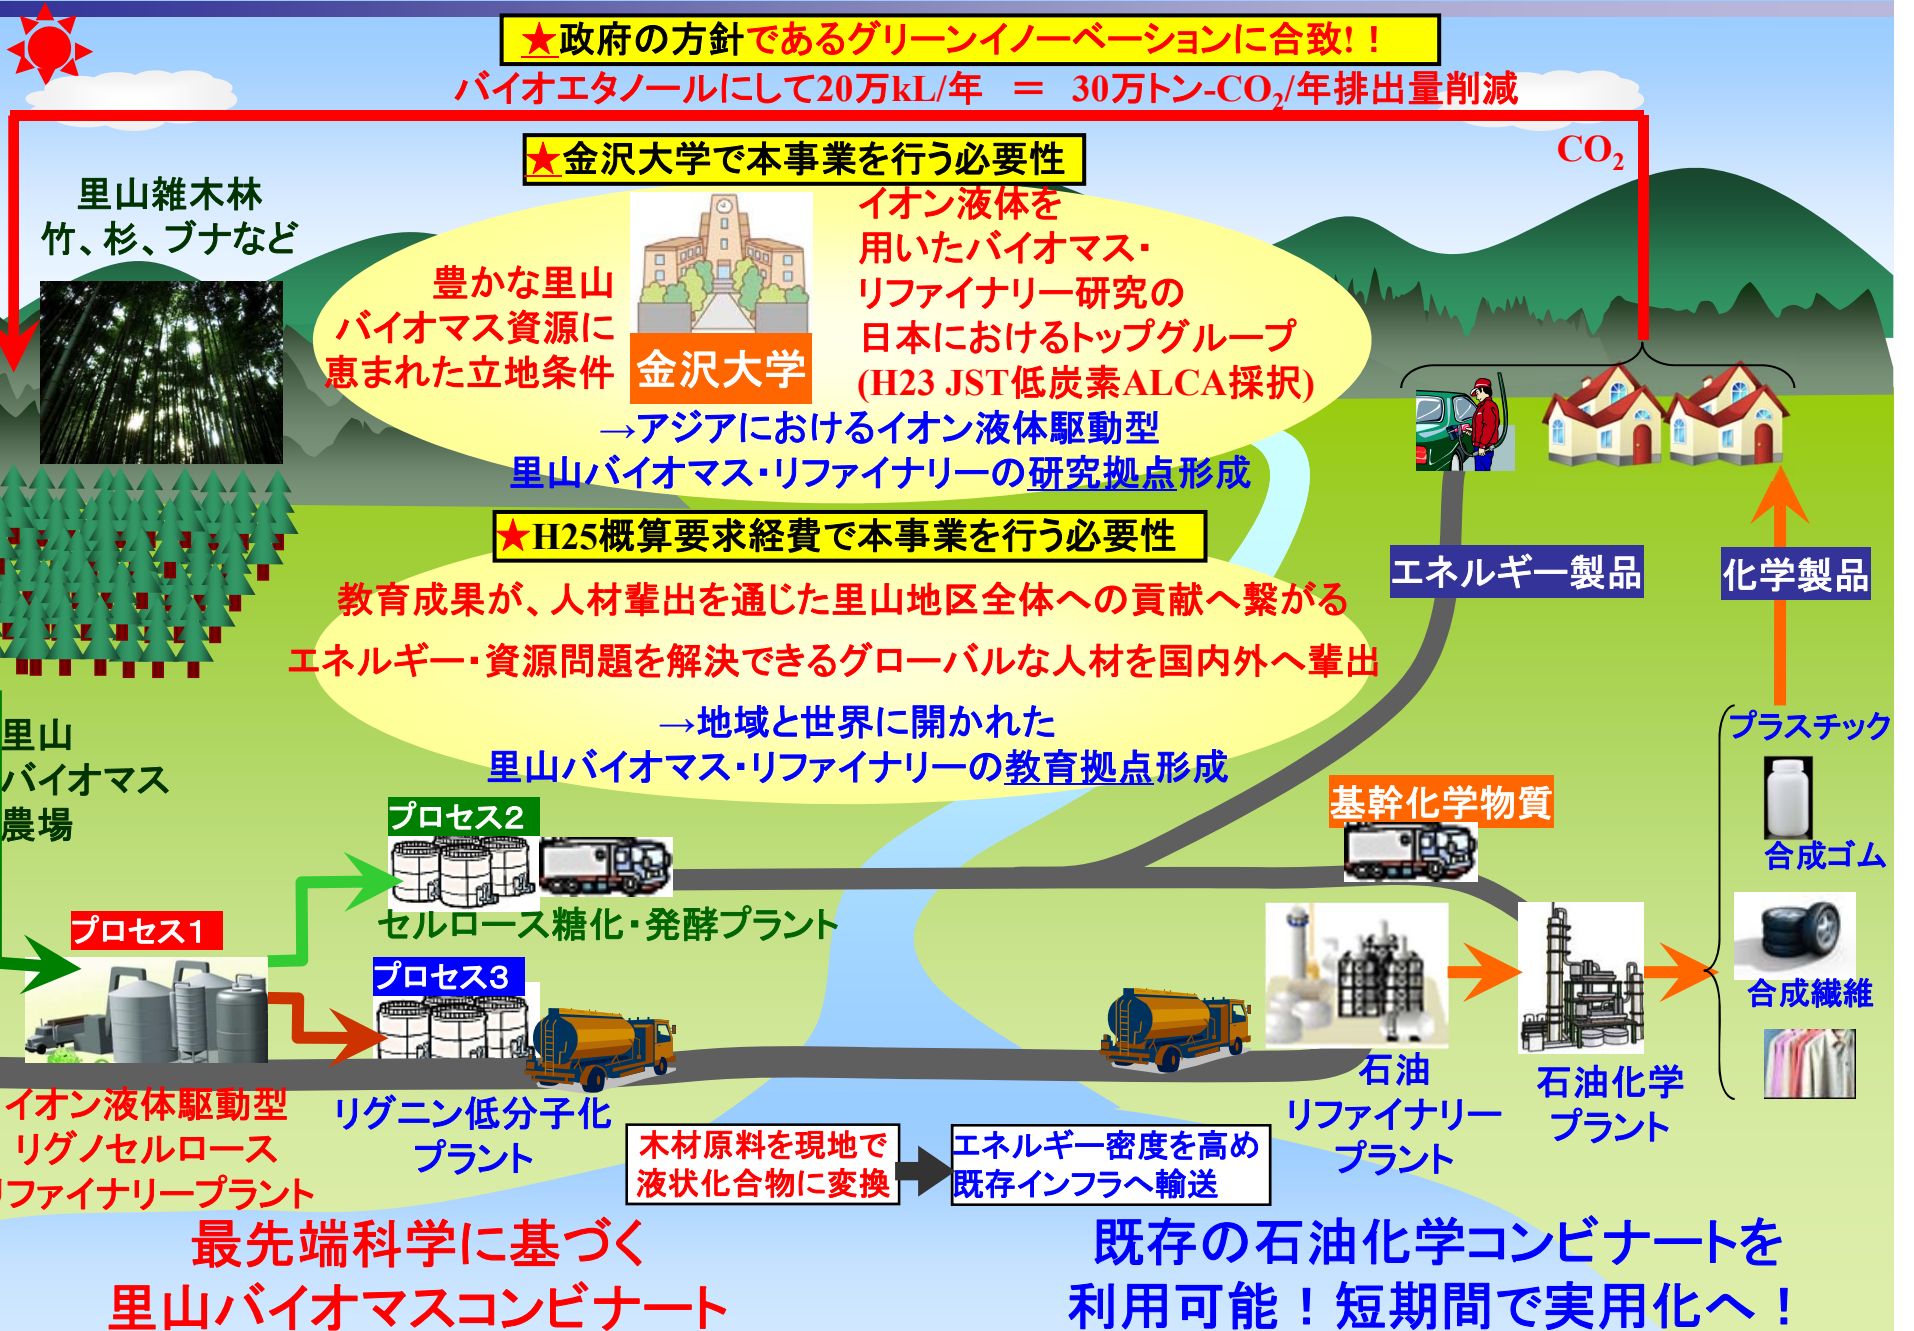 ★政府の方針であるグリーンイノーベーションに合致!！
バイオエタノールにして20万kL/年 ＝ 30万トン-CO₂/年排出量削減
CO₂
★金沢大学で本事業を行う必要性
里山雑木林
竹、杉、ブナなど
豊かな里山
バイオマス資源に
恵まれた立地条件
金沢大学
イオン液体を
用いたバイオマス・
リファイナリー研究の
日本におけるトップグループ
(H23 JST低炭素ALCA採択)
→アジアにおけるイオン液体駆動型
里山バイオマス・リファイナリーの研究拠点形成
★H25概算要求経費で本事業を行う必要性
教育成果が、人材輩出を通じた里山地区全体への貢献へ繋がる
エネルギー・資源問題を解決できるグローバルな人材を国内外へ輩出
→地域と世界に開かれた
里山バイオマス・リファイナリーの教育拠点形成
エネルギー製品
化学製品
里山
バイオマス
農場
プロセス1
プロセス2
セルロース糖化・発酵プラント
プロセス3
基幹化学物質
プラスチック
合成ゴム
合成繊維
イオン液体駆動型
リグノセルロース
リファイナリープラント
リグニン低分子化
プラント
木材原料を現地で
液状化合物に変換
エネルギー密度を高め
既存インフラへ輸送
石油
リファイナリー
プラント
石油化学
プラント
最先端科学に基づく
里山バイオマスコンビナート
既存の石油化学コンビナートを
利用可能！短期間で実用化へ！